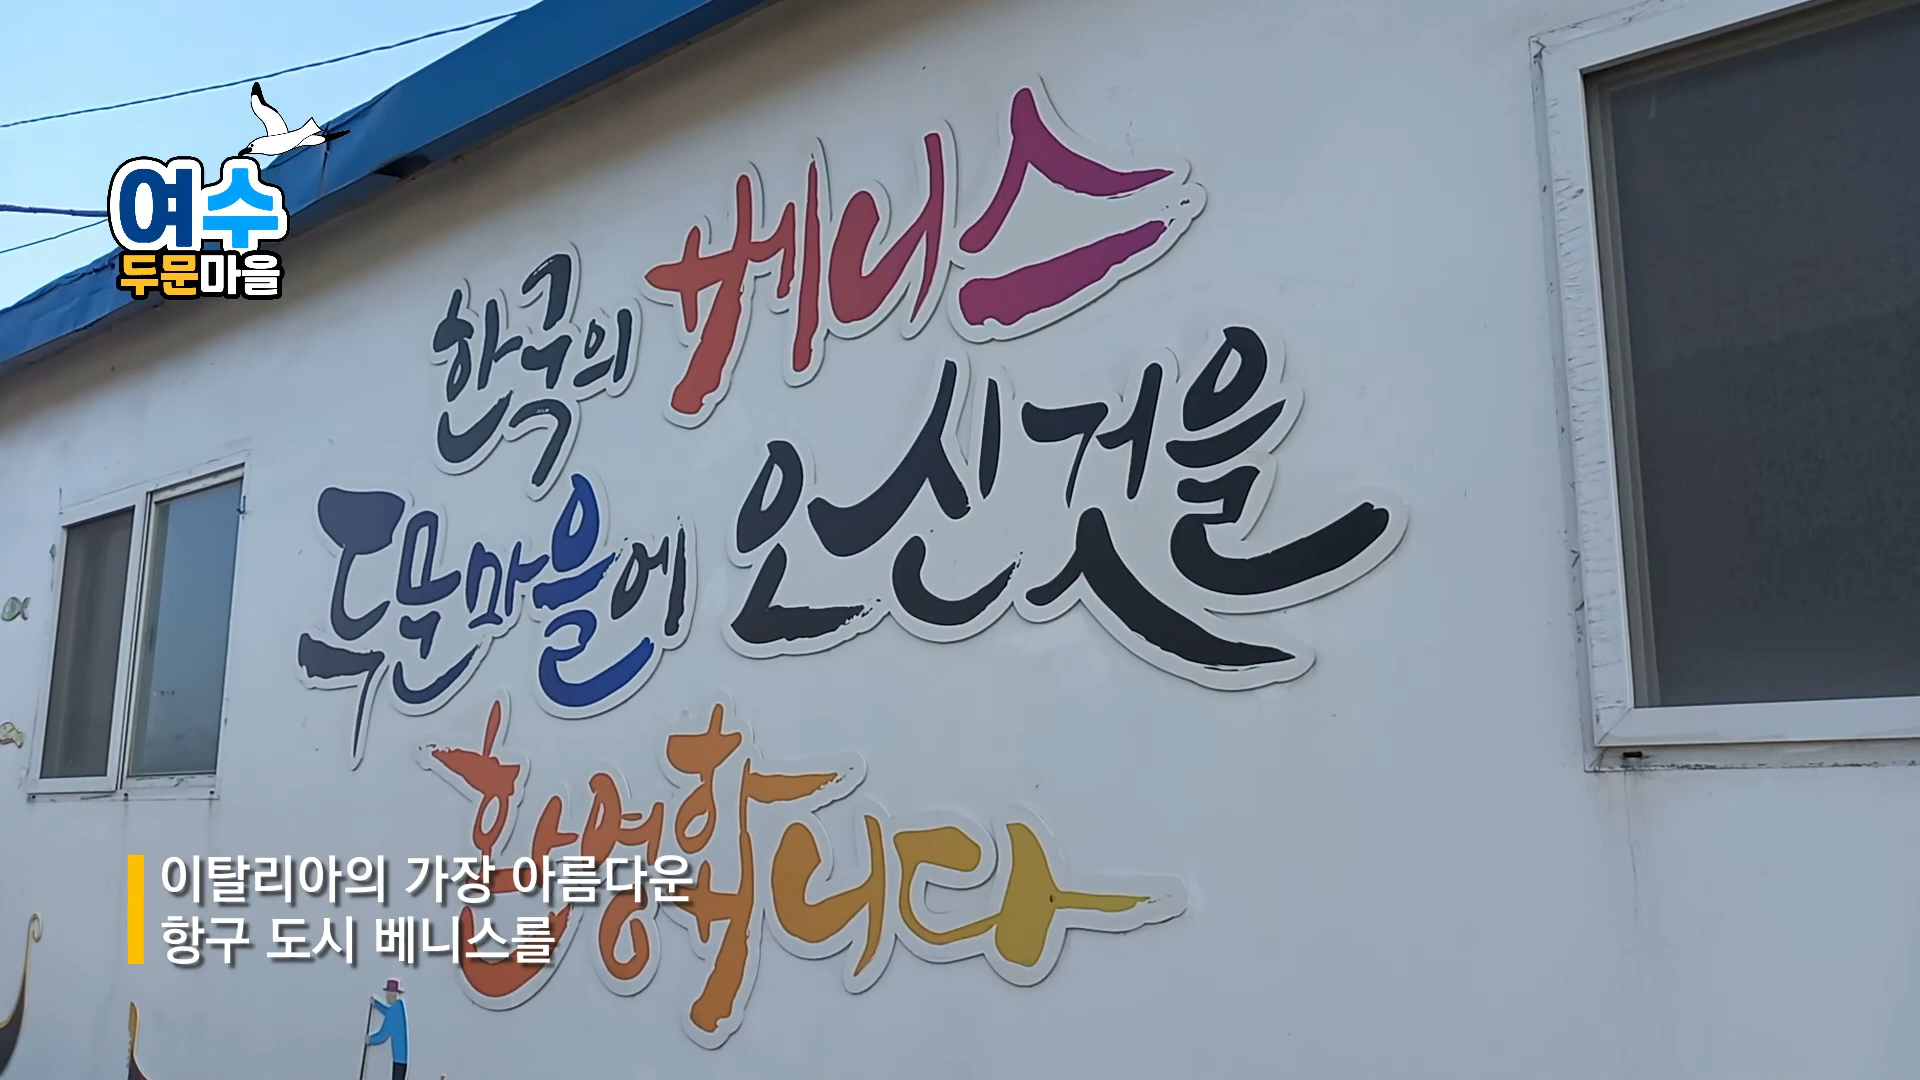 여수
두문마을
한국의 베니스
두문마을에 오신것을
환영합니다
이탈리아의 가장 아름다운
항구 도시 베니스를